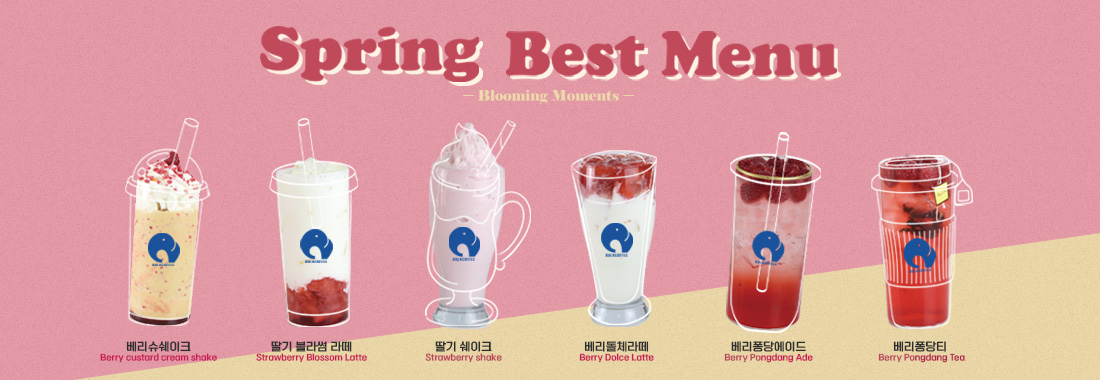 Spring Best Menu
Blooming Moments
베리슈쉐이크
Berry custard cream shake
딸기 블라썸 라떼
Strawberry Blossom Latte
딸기 쉐이크
Strawberry shake
베리돌체라떼
Berry Dolce Latte
베리퐁당에이드
Berry Pongdang Ade
베리퐁당티
Berry Pongdang Tea